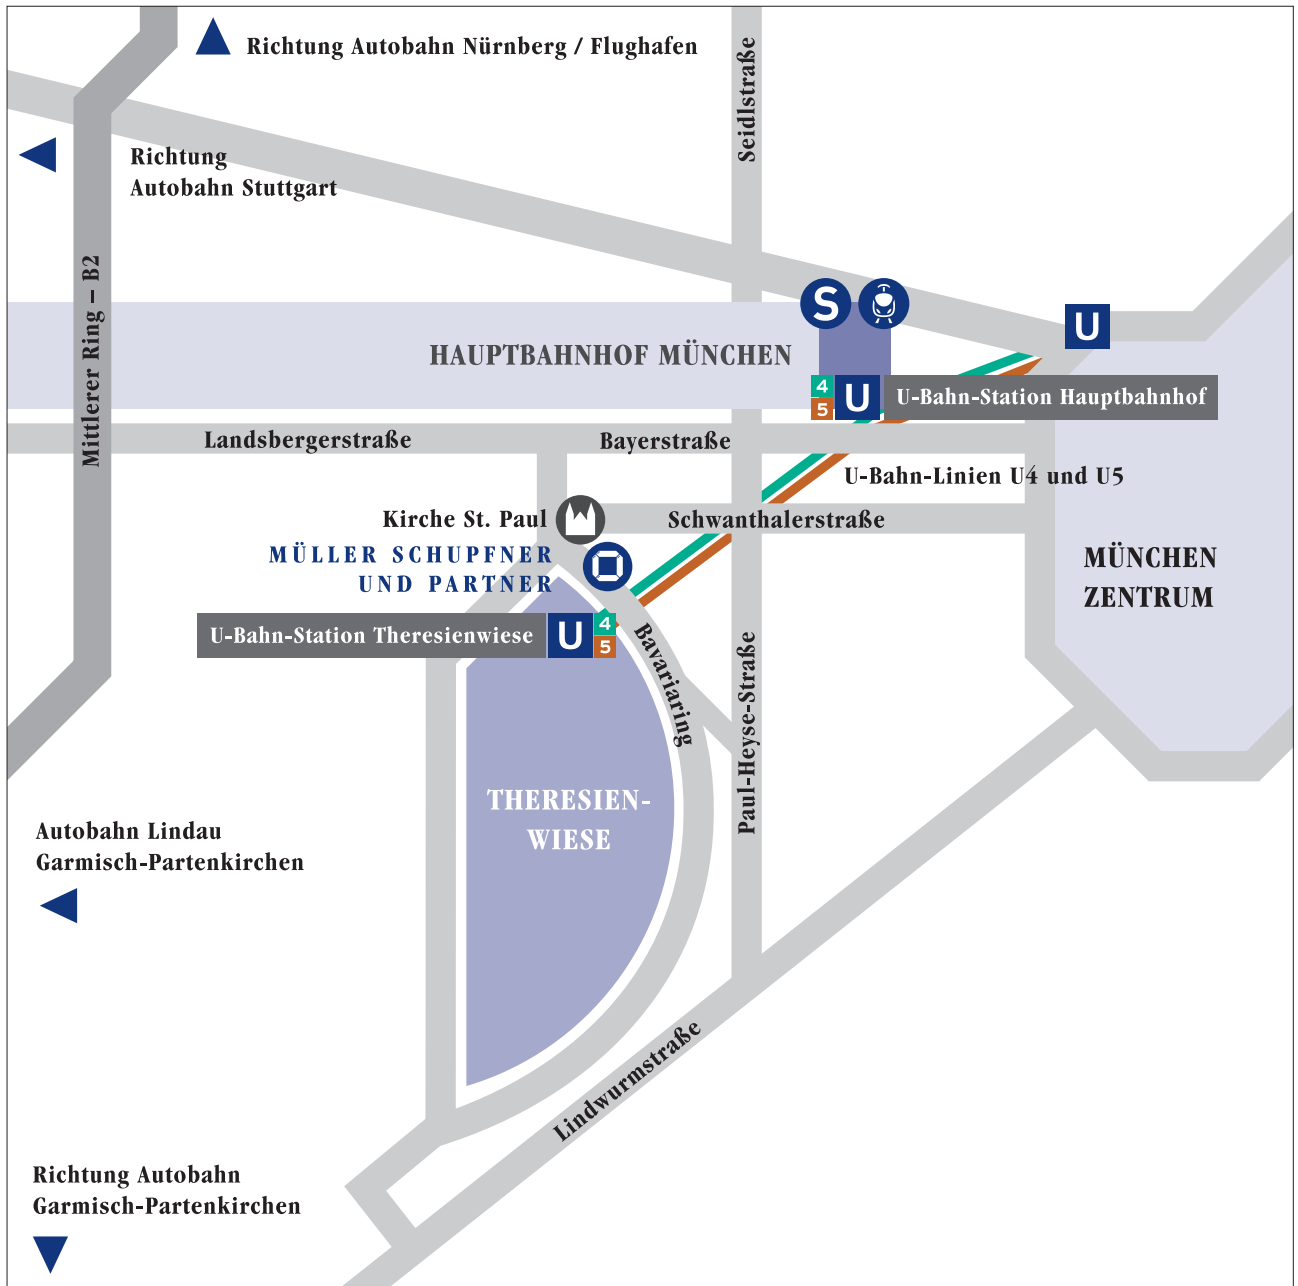 Richtung Autobahn Nürnberg / Flughafen
Seidlstraße
Richtung
Autobahn Stuttgart
Mittlerer Ring – B2
S
U
HAUPTBAHNHOF MÜNCHEN
4
5
U
U-Bahn-Station Hauptbahnhof
Landsbergerstraße
Bayerstraße
U-Bahn-Linien U4 und U5
Kirche St. Paul
Schwanthalerstraße
MÜLLER SCHUPFNER
UND PARTNER
MÜNCHEN
ZENTRUM
U-Bahn-Station Theresienwiese
U
4
5
Bavariaring
Paul-Heyse-Straße
THERESIEN-
WIESE
Autobahn Lindau
Garmisch-Partenkirchen
Lindwurmstraße
Richtung Autobahn
Garmisch-Partenkirchen